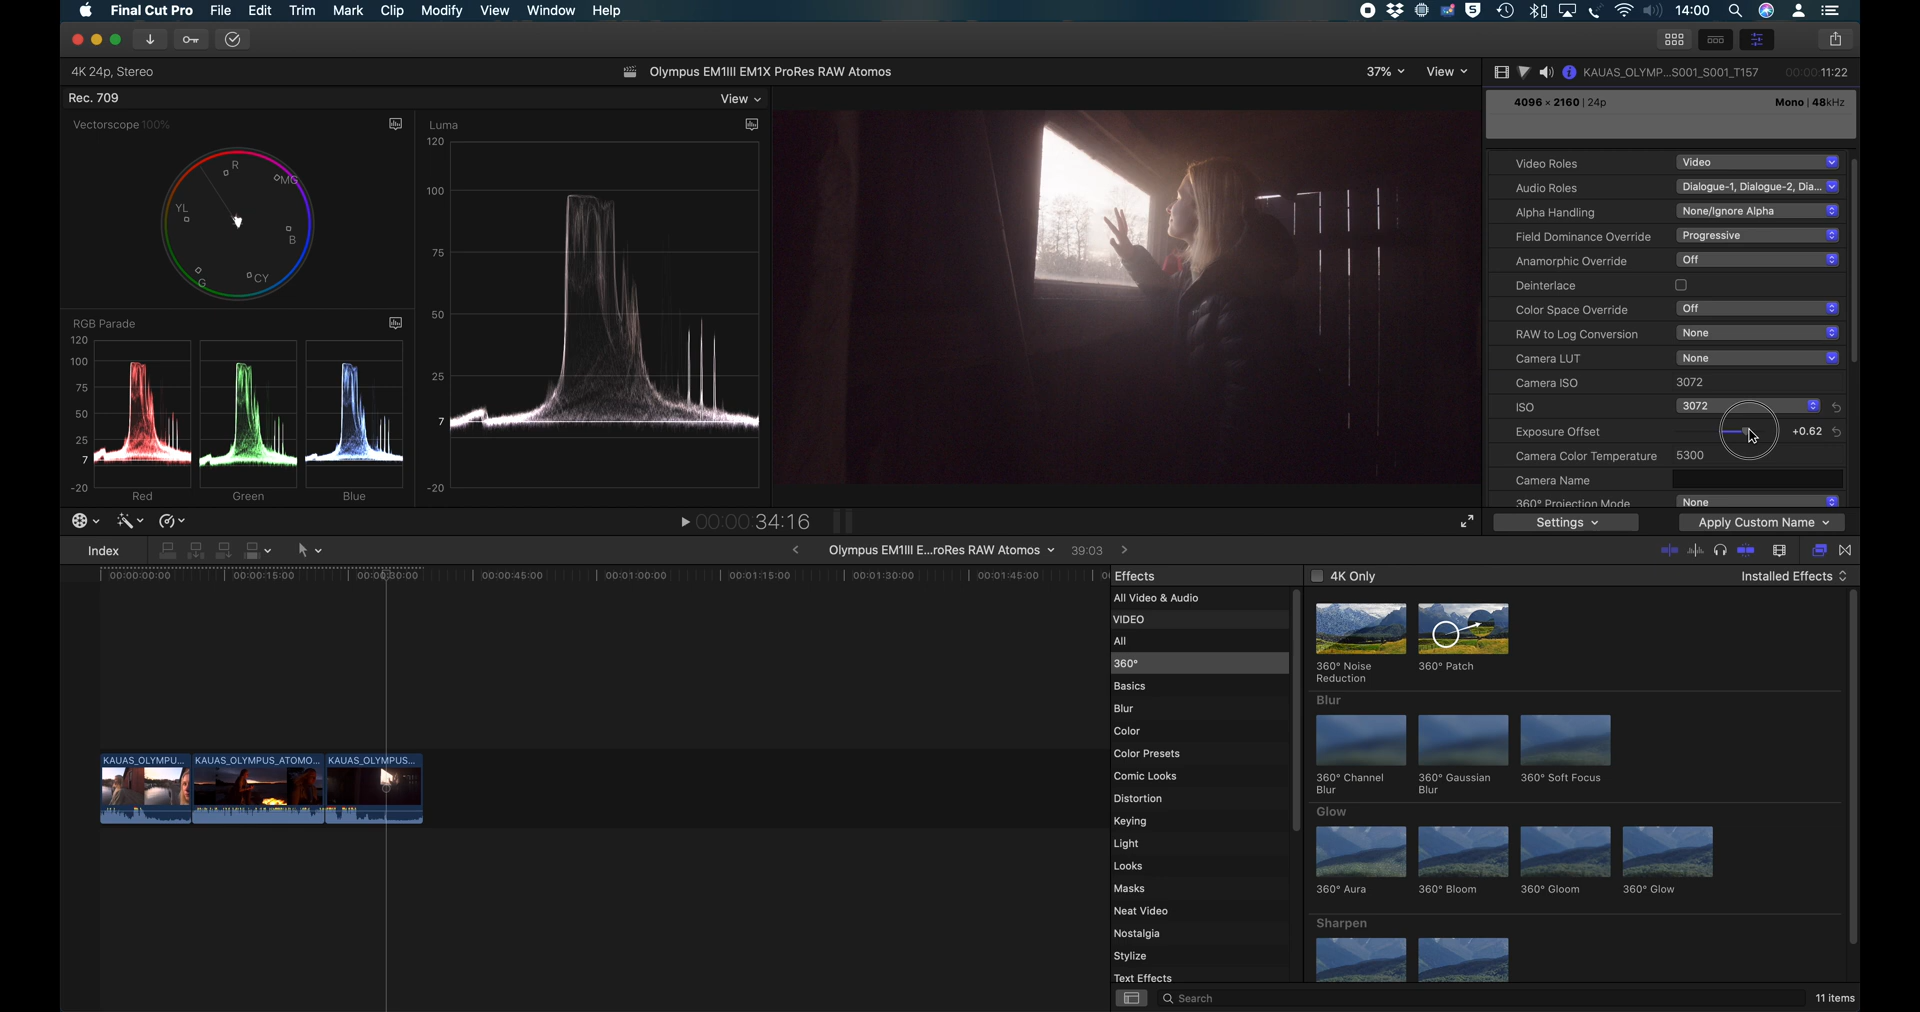 Final Cut Pro File Edit Trim Mark Clip Modify View Window Help 14:00
4K 24p, Stereo
Olympus EM1III EM1X ProRes RAW Atomos
37% View
KAUAS_OLYMP...S001_S001_T157 00:00:11:22
Rec. 709
View
4096 × 2160 | 24p
Mono | 48kHz
Vectorscope 100%
R
MG
YL
B
G
CY
Luma
120
100
75
50
25
7
-20
RGB Parade
120
100
75
50
25
7
-20
Red
Green
Blue
Video Roles Video
Audio Roles Dialogue-1, Dialogue-2, Dia...
Alpha Handling None/Ignore Alpha
Field Dominance Override Progressive
Anamorphic Override Off
Deinterlace
Color Space Override Off
RAW to Log Conversion None
Camera LUT None
Camera ISO 3072
ISO 3072
Exposure Offset +0.62
Camera Color Temperature 5300
Camera Name
360° Projection Mode None
00:00:34:16
Settings
Apply Custom Name
Index
Olympus EM1III E...roRes RAW Atomos 39:03
00:00:00:00 00:00:15:00 00:00:30:00 00:00:45:00 00:01:00:00 00:01:15:00 00:01:30:00 00:01:45:00
KAUAS_OLYMPU... KAUAS_OLYMPUS_ATOMO... KAUAS_OLYMPUS...
Effects
All Video & Audio
VIDEO
All
360°
Basics
Blur
Color
Color Presets
Comic Looks
Distortion
Keying
Light
Looks
Masks
Neat Video
Nostalgia
Stylize
Text Effects
4K Only
Installed Effects
360° Noise
Reduction
360° Patch
Blur
360° Channel
Blur
360° Gaussian
Blur
360° Soft Focus
Glow
360° Aura
360° Bloom
360° Gloom
360° Glow
Sharpen
Search
11 items